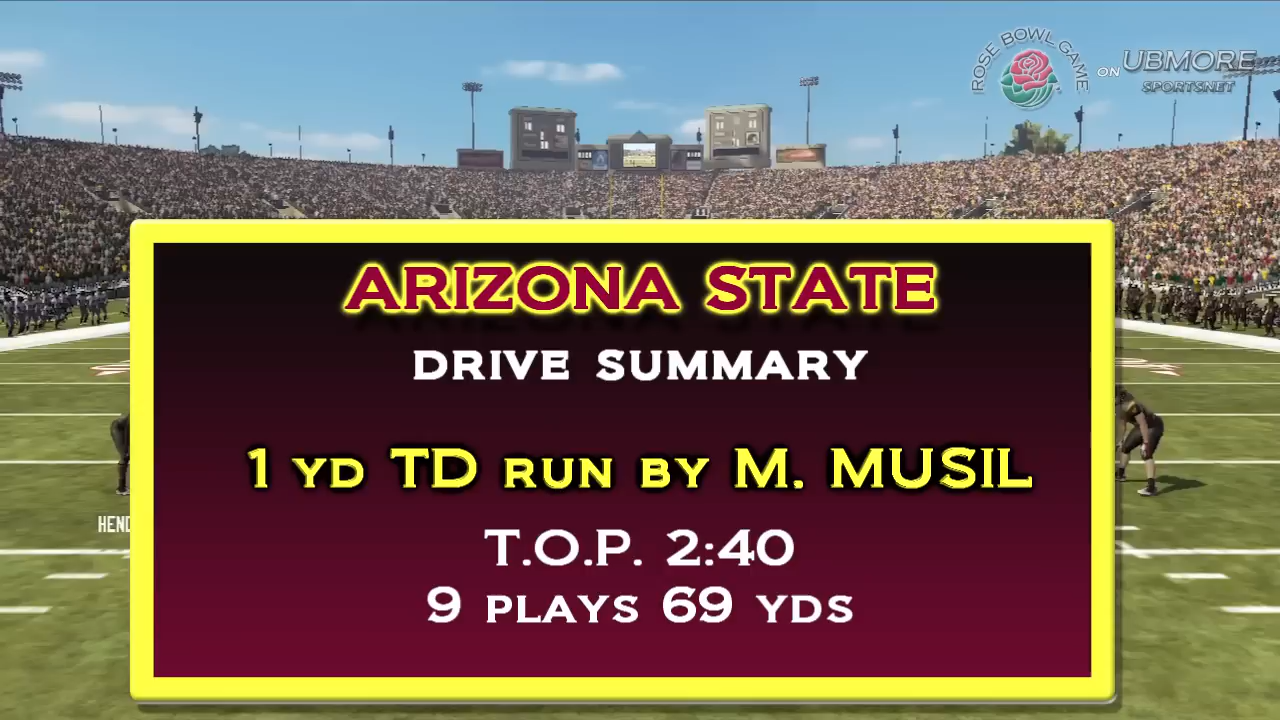 ROSE BOWL GAME
ON UBMORE
SPORTSNET
ARIZONA STATE
DRIVE SUMMARY
1 YD TD RUN BY M. MUSIL
T.O.P. 2:40
9 PLAYS 69 YDS